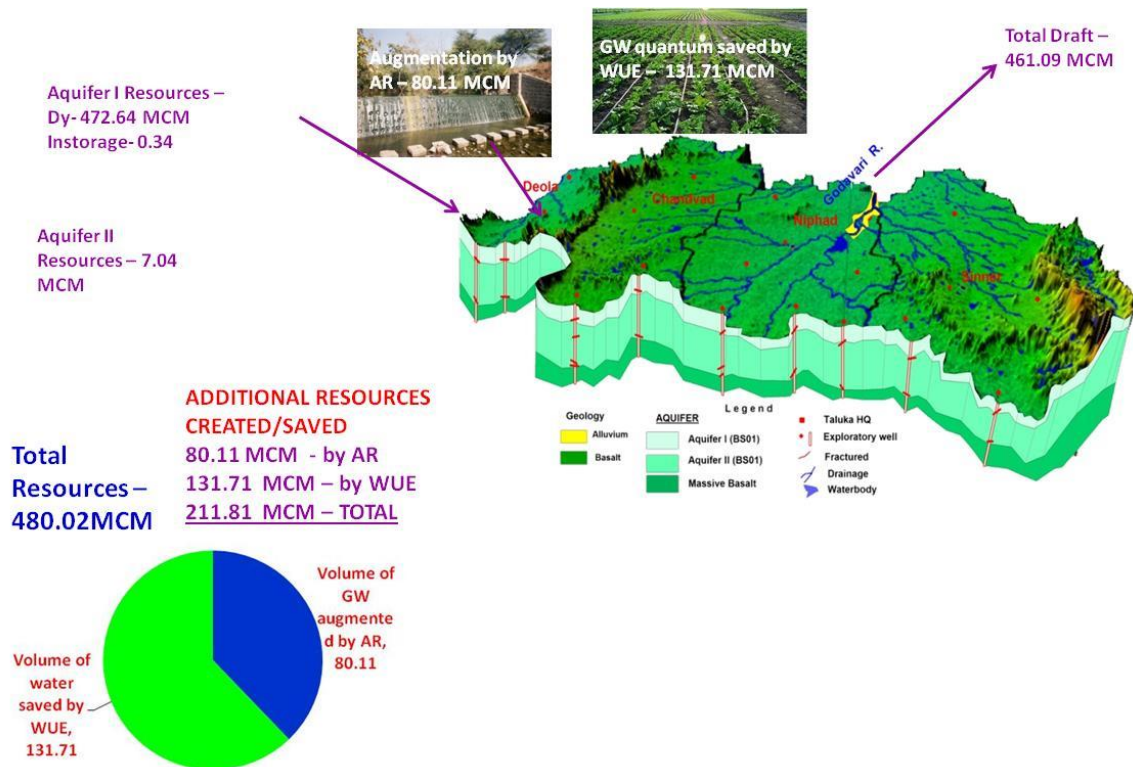 Augmentation by
AR – 80.11 MCM
GW quantum saved by
WUE – 131.71 MCM
Total Draft –
461.09 MCM
Aquifer I Resources –
Dy- 472.64 MCM
Instorage- 0.34
Aquifer II
Resources – 7.04
MCM
Deola
Chandvad
Niphad
Godavari R.
Sinnar
Legend
Geology
Alluvium
Basalt
AQUIFER
Aquifer I (BS01)
Aquifer II (BS01)
Massive Basalt
Taluka HQ
Exploratory well
Fractured
Drainage
Waterbody
Total
Resources –
480.02MCM
ADDITIONAL RESOURCES
CREATED/SAVED
80.11 MCM - by AR
131.71 MCM – by WUE
211.81 MCM – TOTAL
Volume of
GW
augmente
d by AR,
80.11
Volume of
water
saved by
WUE,
131.71